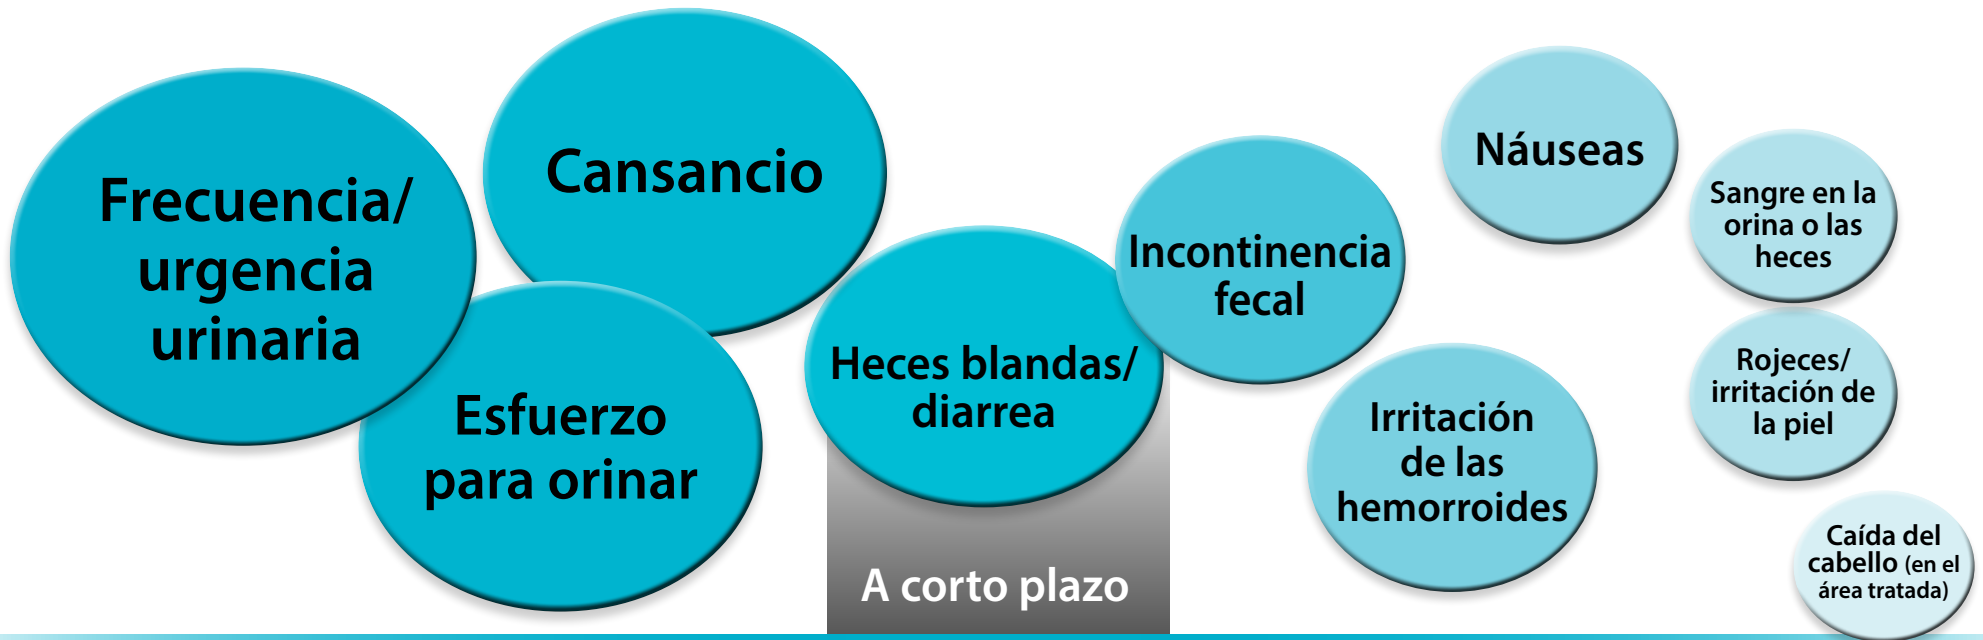 Frecuencia/
urgencia
urinaria
Cansancio
Esfuerzo
para orinar
Heces blandas/
diarrea
A corto plazo
Incontinencia
fecal
Irritación
de las
hemorroides
Náuseas
Sangre en la
orina o las
heces
Rojeces/
irritación de
la piel
Caída del
cabello (en el
área tratada)